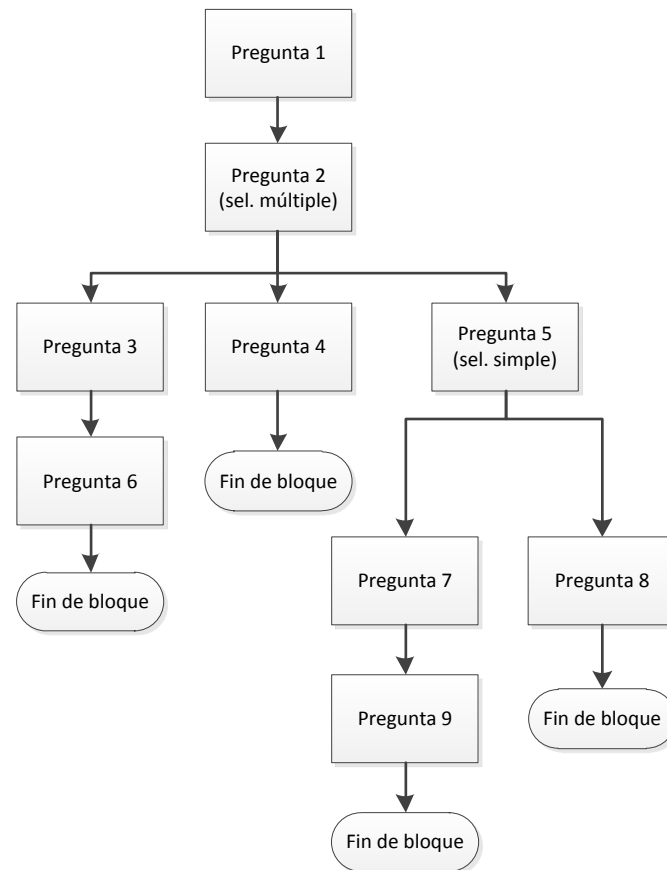 Pregunta 1
Pregunta 2
(sel. múltiple)
Pregunta 3
Pregunta 4
Pregunta 5
(sel. simple)
Pregunta 6
Fin de bloque
Fin de bloque
Pregunta 7
Pregunta 8
Pregunta 9
Fin de bloque
Fin de bloque